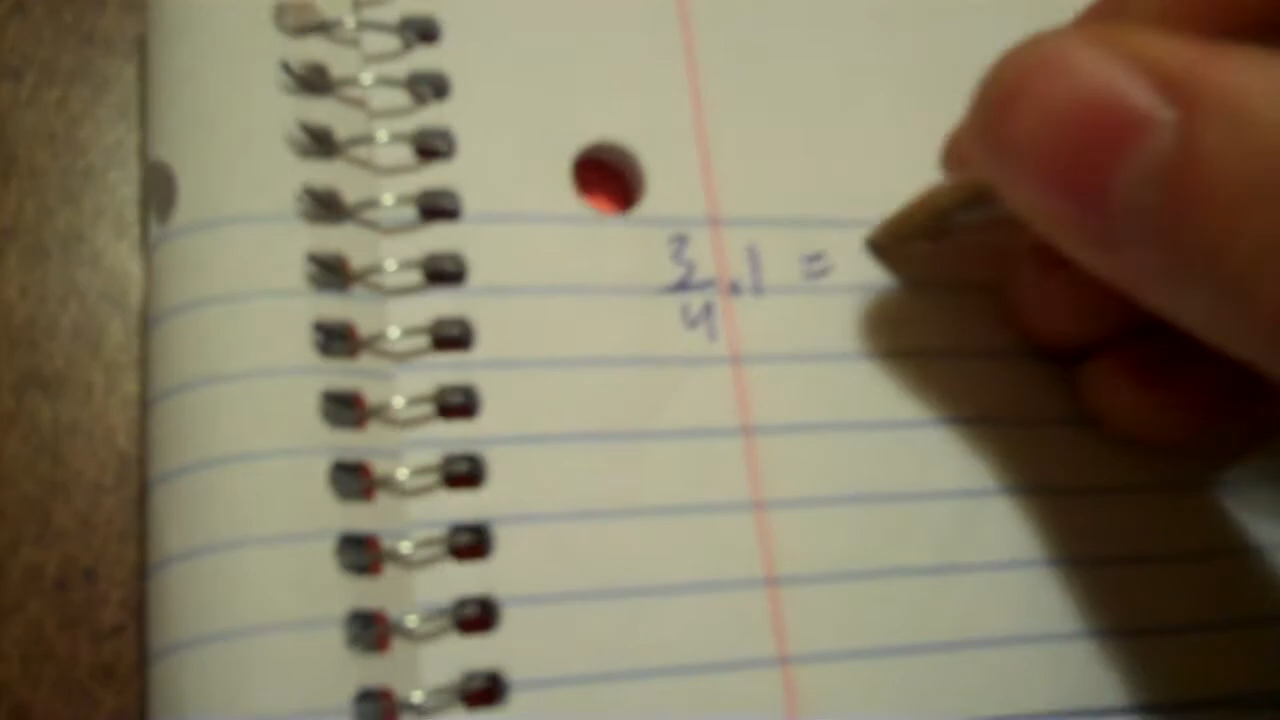 3/4 . 1 =